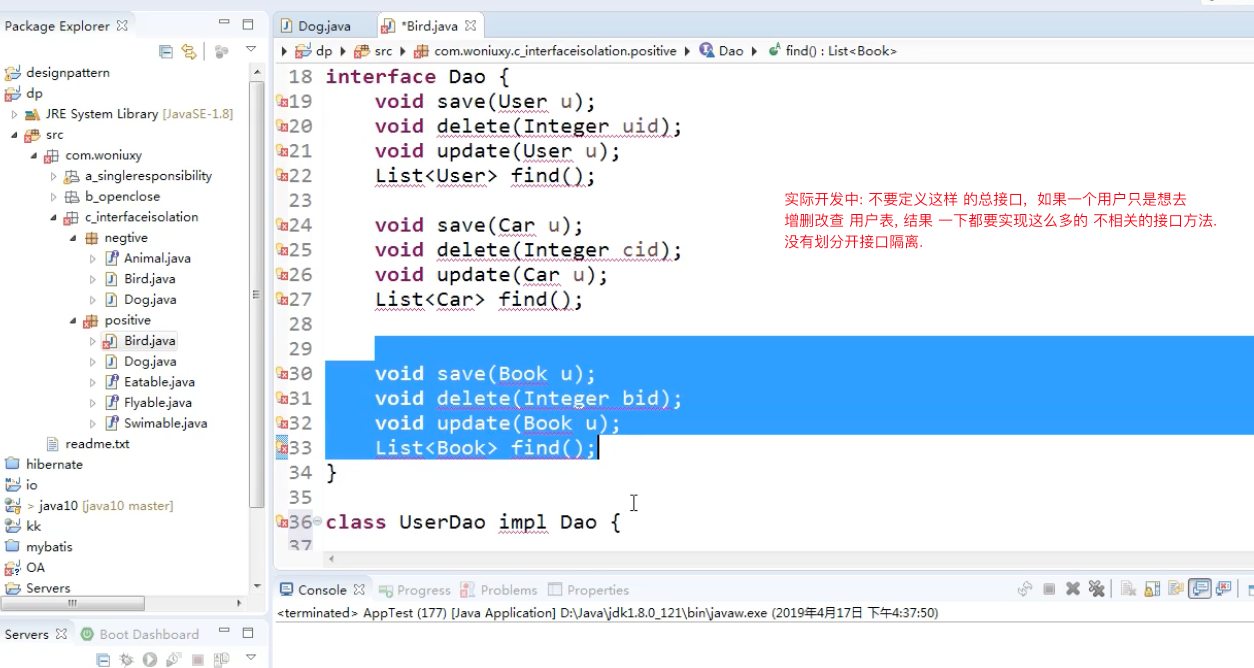 Package Explorer
designpattern
dp
JRE System Library [JavaSE-1.8]
src
com.woniuxy
a_singleresponsibility
b_openclose
c_interfaceisolation
negtive
Animal.java
Bird.java
Dog.java
positive
Bird.java
Dog.java
Eatable.java
Flyable.java
Swimable.java
readme.txt
hibernate
io
> java10 [java10 master]
kk
mybatis
OA
Servers
Servers Boot Dashboard
Dog.java *Bird.java
dp src com.woniuxy.c_interfaceisolation.positive Dao find() : List<Book>
18 interface Dao {
19 void save(User u);
20 void delete(Integer uid);
21 void update(User u);
22 List<User> find();
23
24 void save(Car u);
25 void delete(Integer cid);
26 void update(Car u);
27 List<Car> find();
28
29
30 void save(Book u);
31 void delete(Integer bid);
32 void update(Book u);
33 List<Book> find();
34 }
35
36 class UserDao impl Dao {
37
实际开发中: 不要定义这样 的总接口, 如果一个用户只是想去
增删改查 用户表, 结果 一下都要实现这么多的 不相关的接口方法.
没有划分开接口隔离.
Console Progress Problems Properties
<terminated> AppTest (177) [Java Application] D:\Java\jdk1.8.0_121\bin\javaw.exe (2019年4月17日 下午4:37:50)